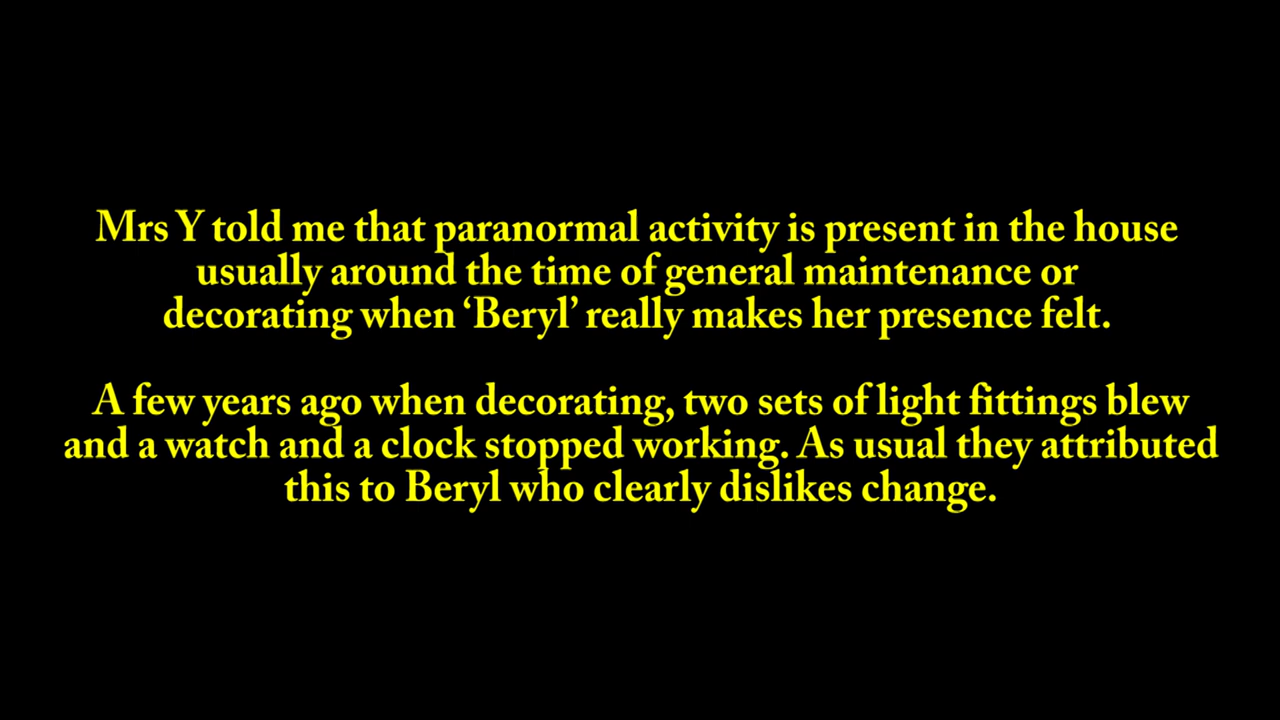 Mrs Y told me that paranormal activity is present in the house
usually around the time of general maintenance or
decorating when ‘Beryl’ really makes her presence felt.
A few years ago when decorating, two sets of light fittings blew
and a watch and a clock stopped working. As usual they attributed
this to Beryl who clearly dislikes change.